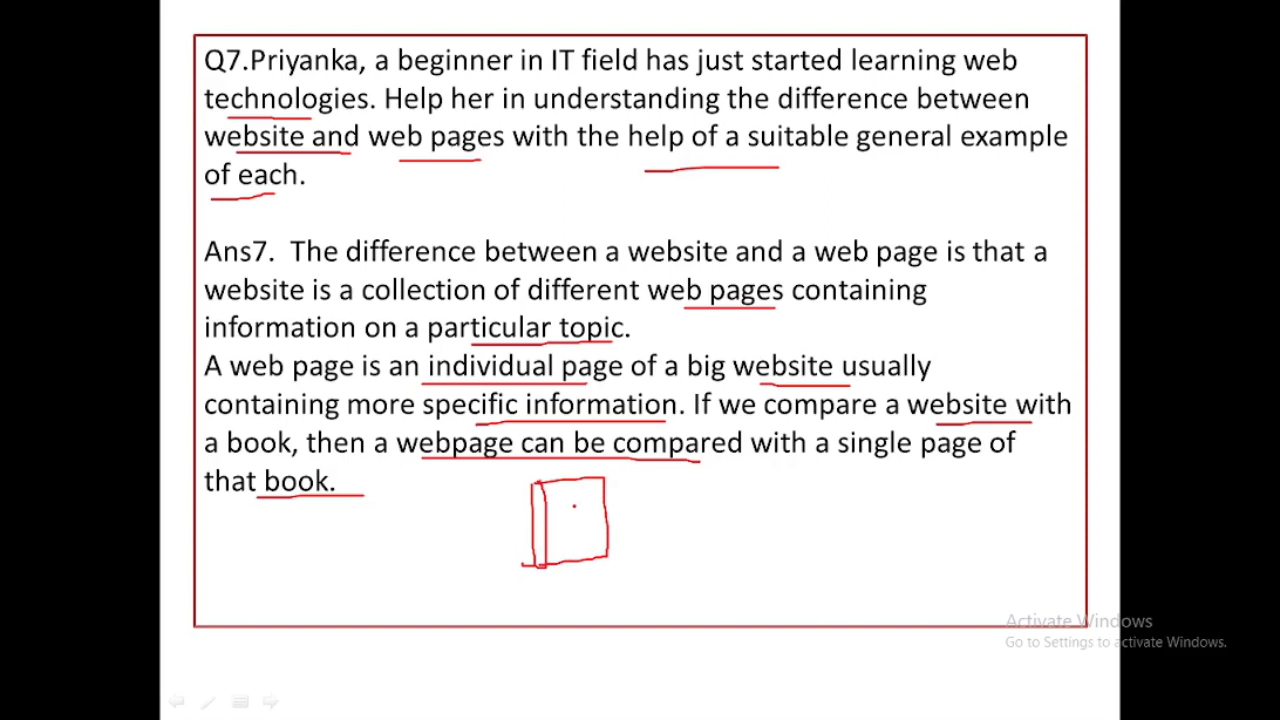 Q7.Priyanka, a beginner in IT field has just started learning web
technologies. Help her in understanding the difference between
website and web pages with the help of a suitable general example
of each.
Ans7.  The difference between a website and a web page is that a
website is a collection of different web pages containing
information on a particular topic.
A web page is an individual page of a big website usually
containing more specific information. If we compare a website with
a book, then a webpage can be compared with a single page of
that book.
Activate Windows
Go to Settings to activate Windows.